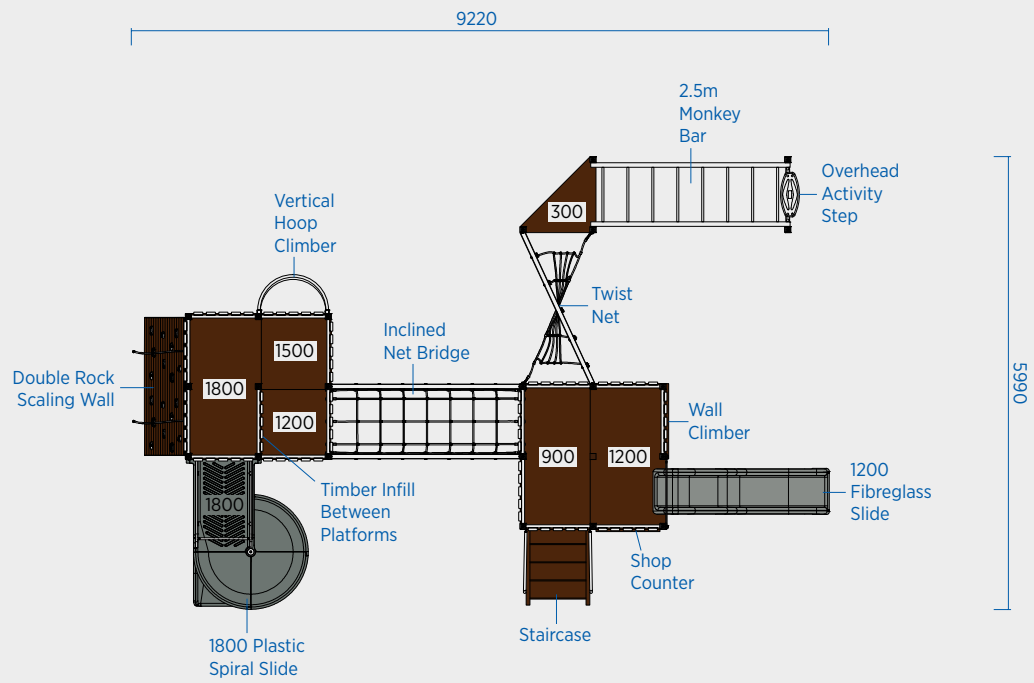 9220
2.5m
Monkey
Bar
Overhead
Activity
Step
300
Vertical
Hoop
Climber
Twist
Net
Inclined
Net Bridge
5990
1500
1800
1200
Double Rock
Scaling Wall
Wall
Climber
900
1200
1200
Fibreglass
Slide
1800
Timber Infill
Between
Platforms
Shop
Counter
Staircase
1800 Plastic
Spiral Slide